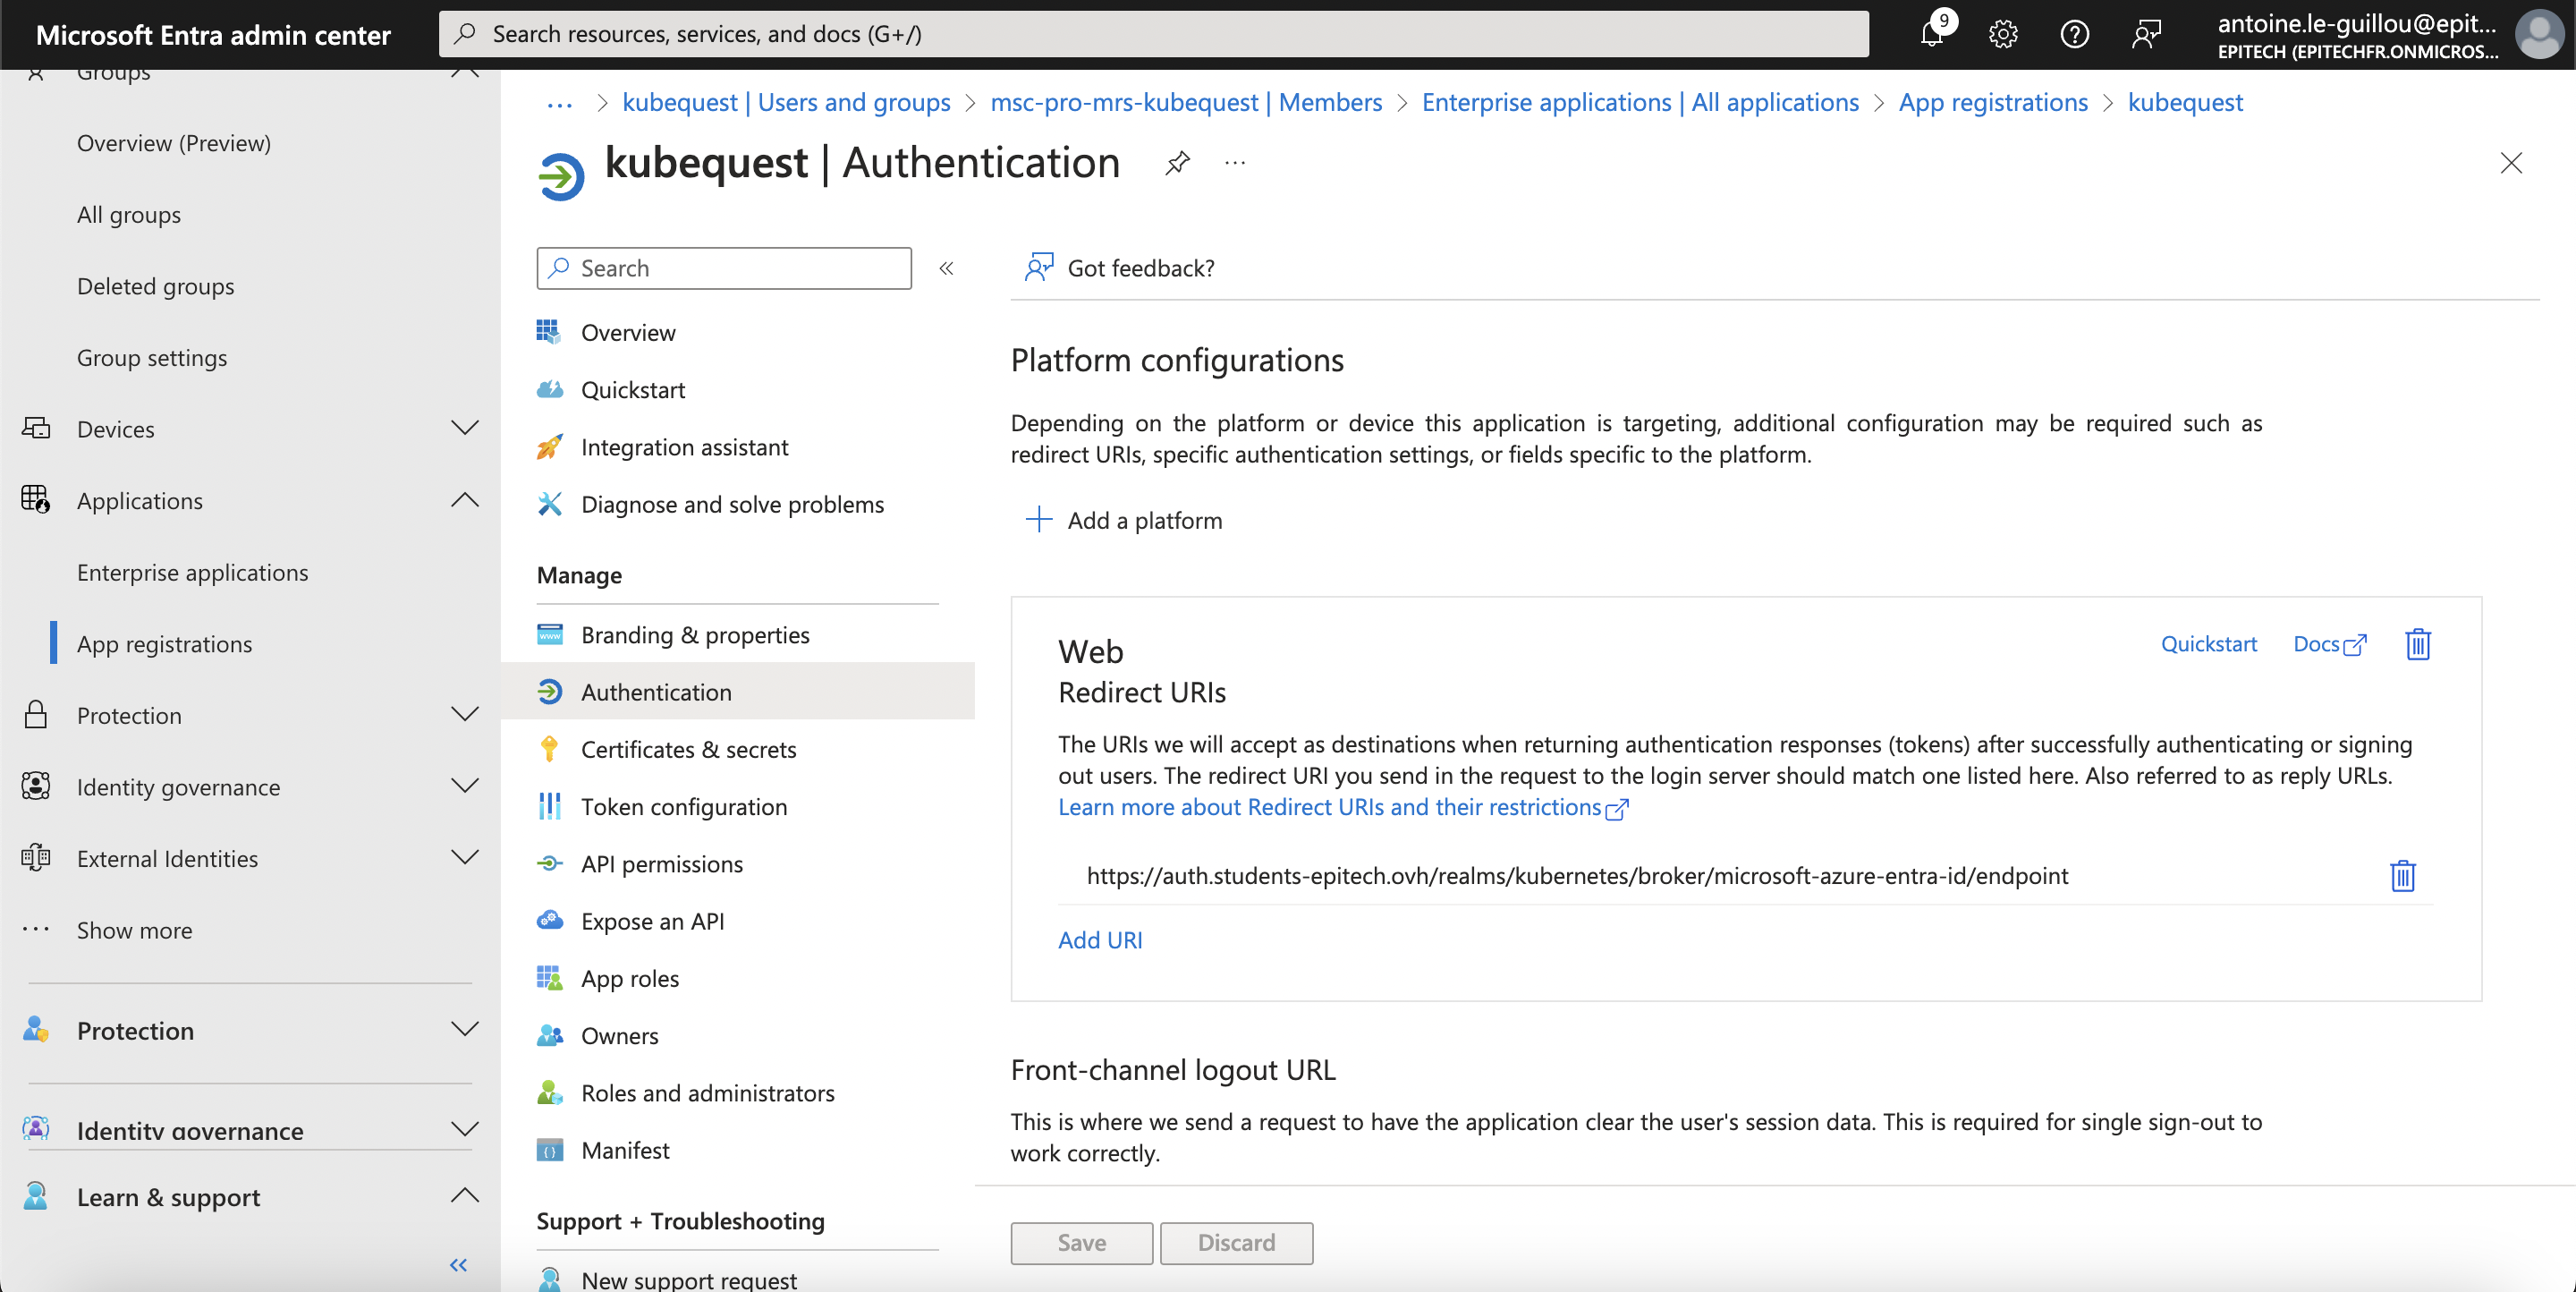 Microsoft Entra admin center
Search resources, services, and docs (G+/)
9
antoine.le-guillou@epit...
EPITECH (EPITECHFR.ONMICROS...
Groups
Overview (Preview)
All groups
Deleted groups
Group settings
Devices
Applications
Enterprise applications
App registrations
Protection
Identity governance
External Identities
Show more
Protection
Identity governance
Learn & support
... > kubequest | Users and groups > msc-pro-mrs-kubequest | Members > Enterprise applications | All applications > App registrations > kubequest
kubequest | Authentication
...
Search
Overview
Quickstart
Integration assistant
Diagnose and solve problems
Manage
Branding & properties
Authentication
Certificates & secrets
Token configuration
API permissions
Expose an API
App roles
Owners
Roles and administrators
Manifest
Support + Troubleshooting
New support request
Got feedback?
Platform configurations
Depending on the platform or device this application is targeting, additional configuration may be required such as
redirect URIs, specific authentication settings, or fields specific to the platform.
Add a platform
Web
Quickstart
Docs
Redirect URIs
The URIs we will accept as destinations when returning authentication responses (tokens) after successfully authenticating or signing
out users. The redirect URI you send in the request to the login server should match one listed here. Also referred to as reply URLs.
Learn more about Redirect URIs and their restrictions
https://auth.students-epitech.ovh/realms/kubernetes/broker/microsoft-azure-entra-id/endpoint
Add URI
Front-channel logout URL
This is where we send a request to have the application clear the user's session data. This is required for single sign-out to
work correctly.
Save
Discard